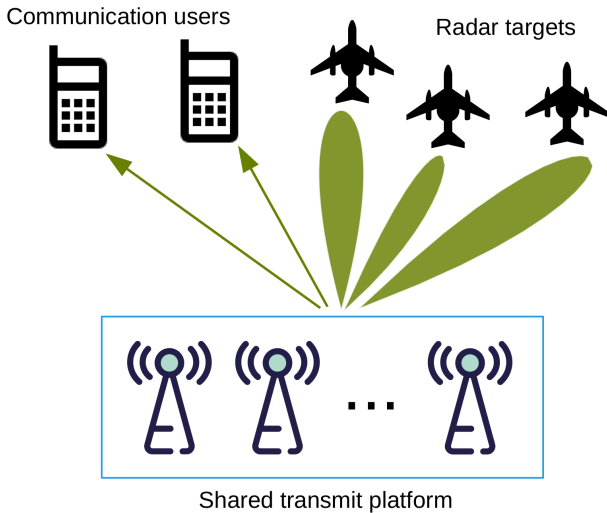 Communication users
Radar targets
Shared transmit platform